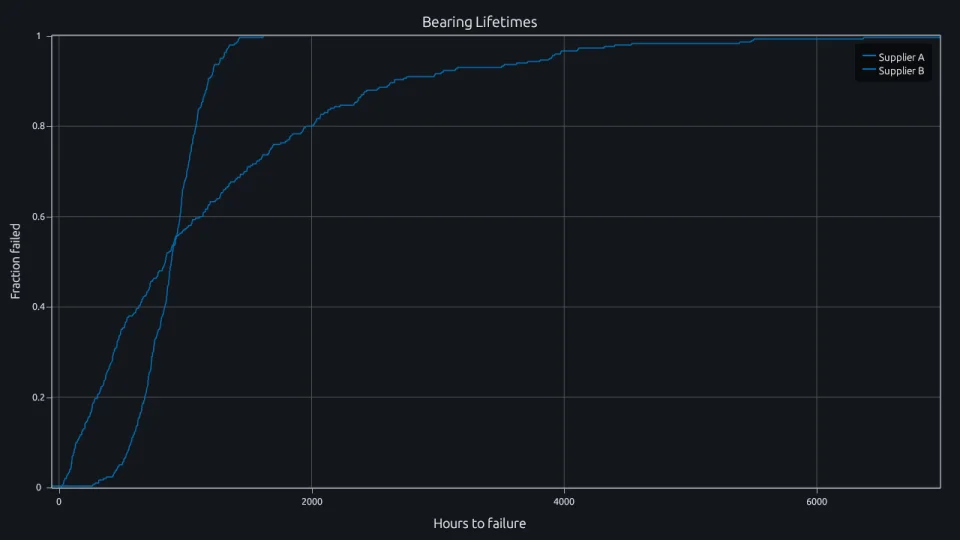 Bearing Lifetimes
1
0.8
0.6
0.4
0.2
0
Fraction failed
Supplier A
Supplier B
0
2000
4000
6000
Hours to failure